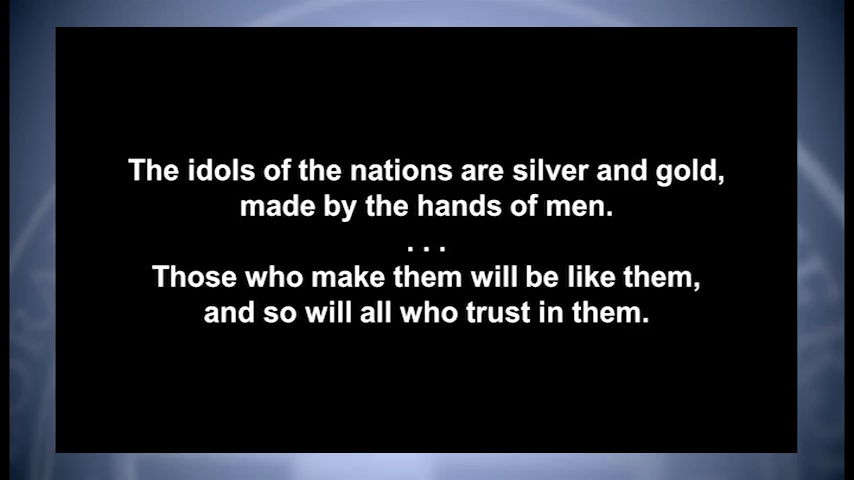 The idols of the nations are silver and gold,
made by the hands of men.
. . .
Those who make them will be like them,
and so will all who trust in them.